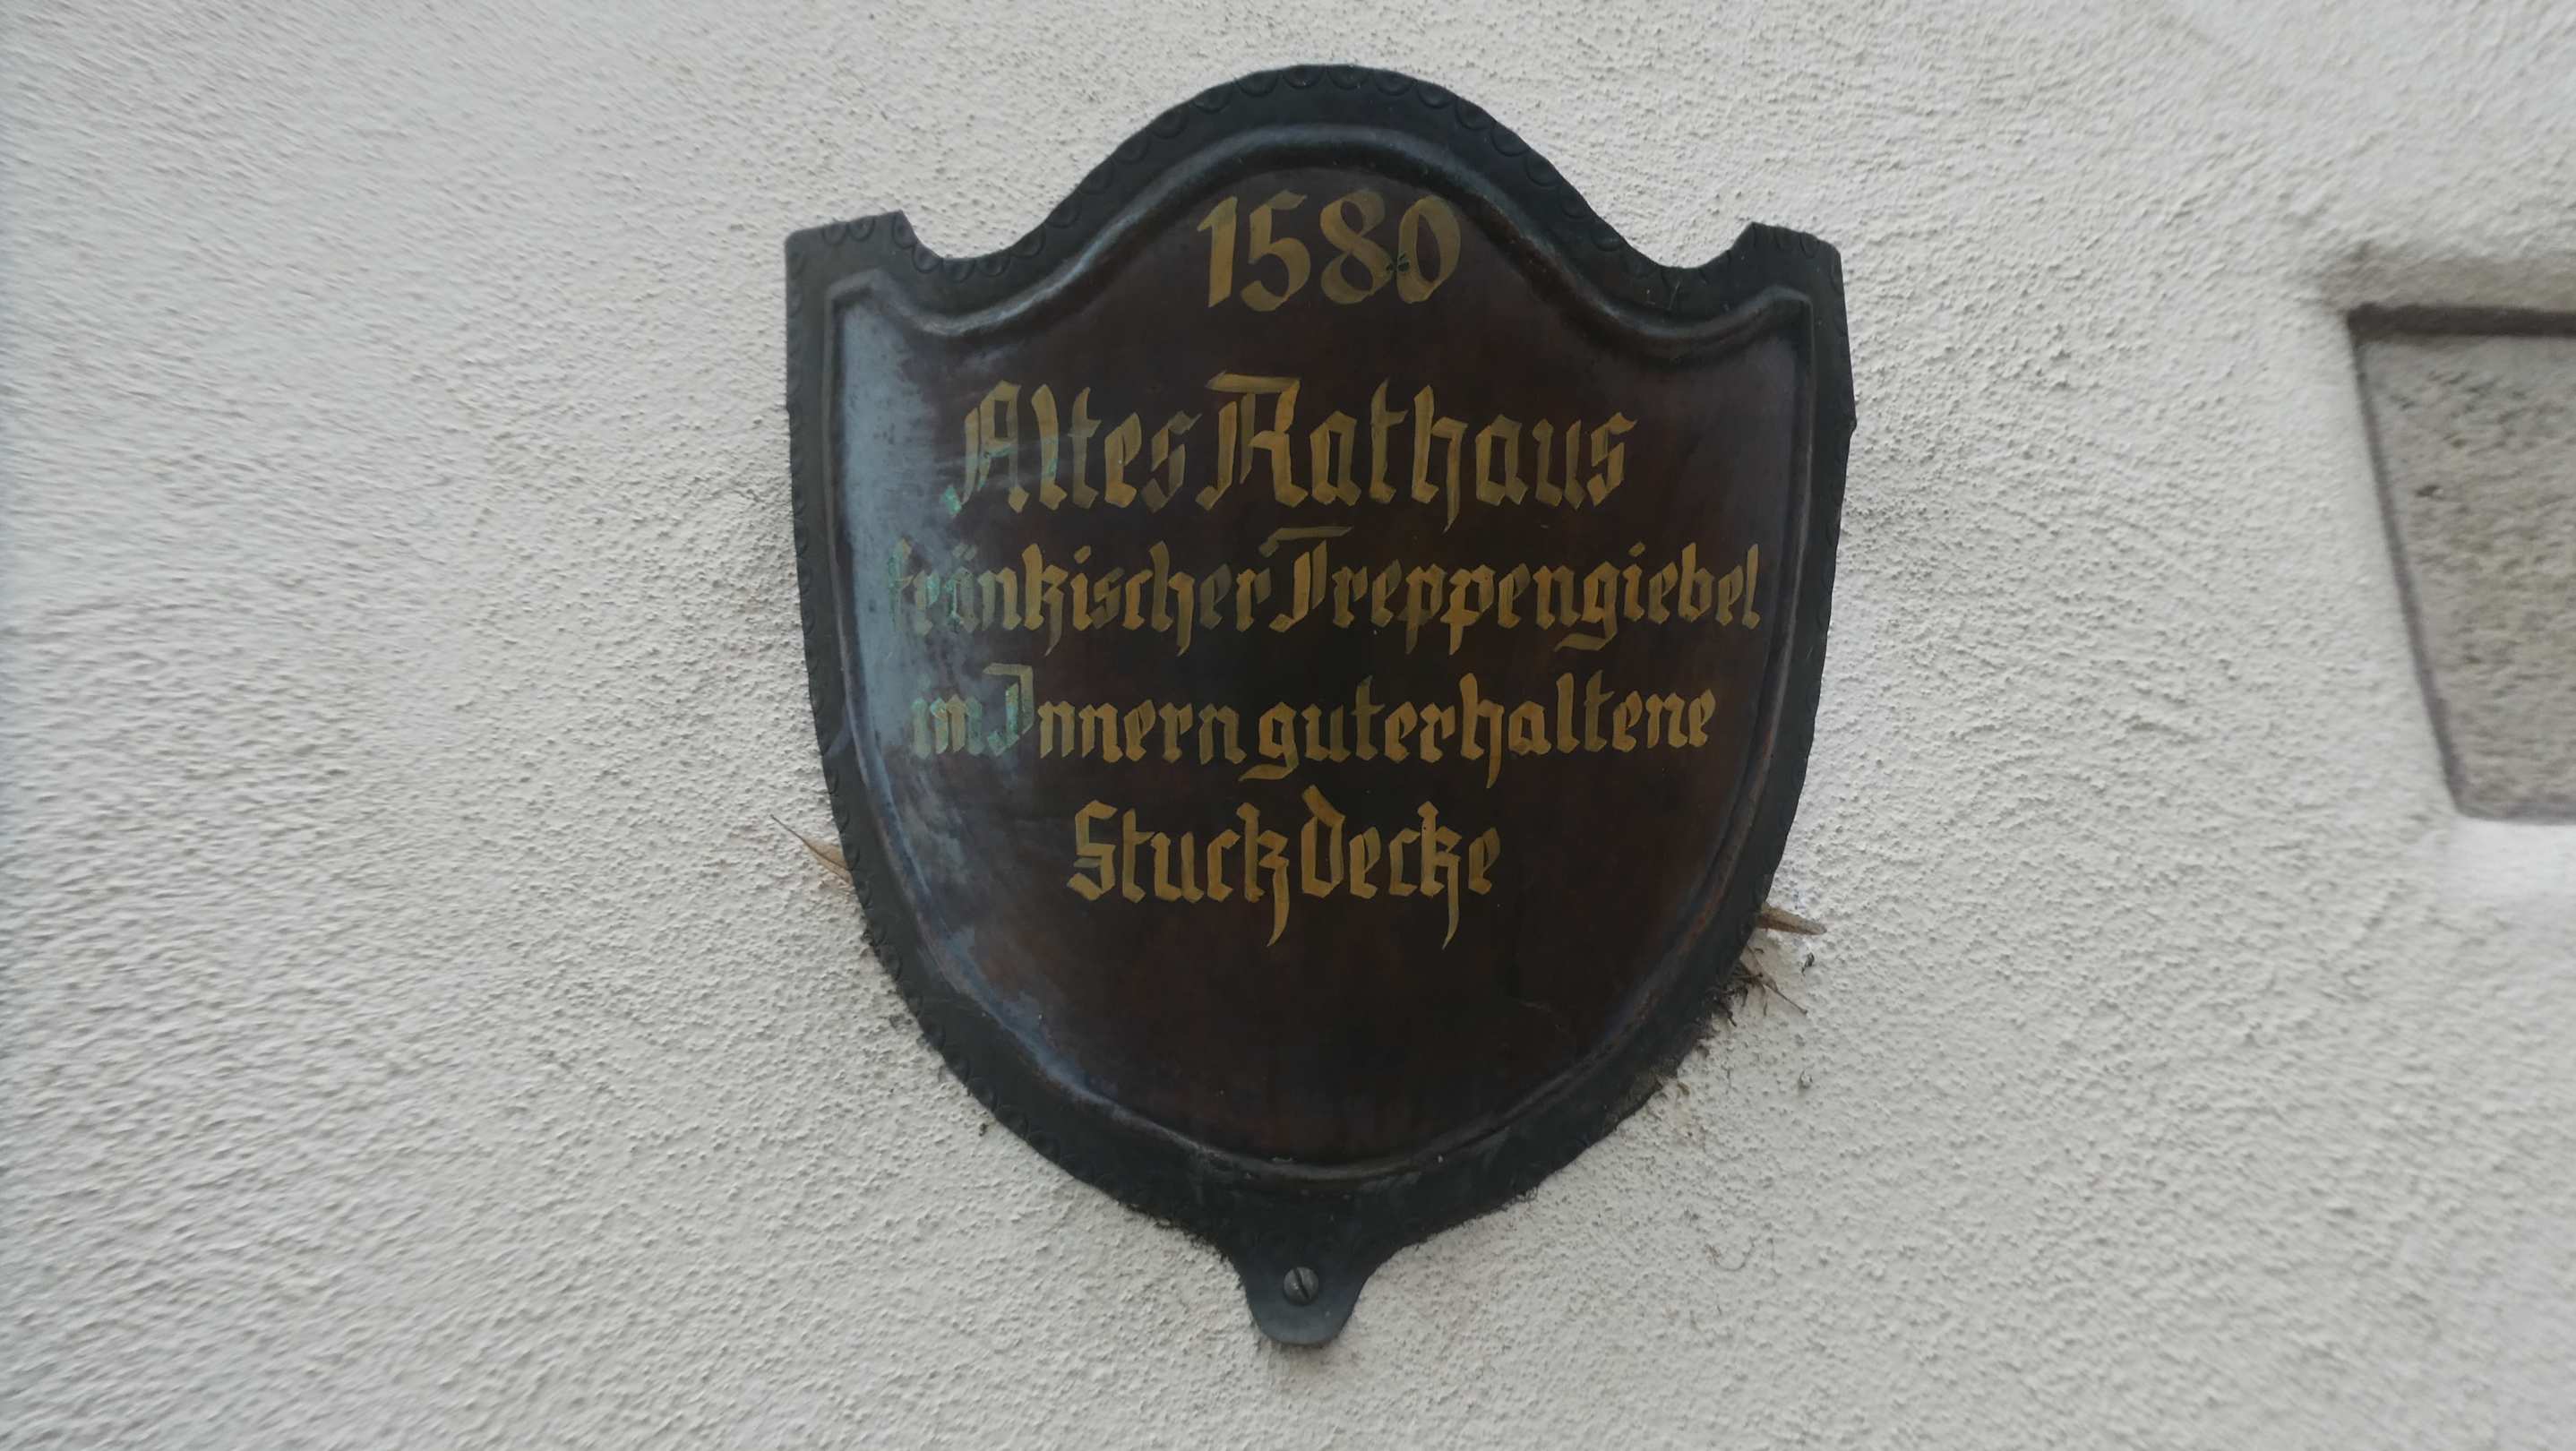 1580
Altes Rathaus
fränkischer Treppengiebel
im Innern guterhaltene
Stuckdecke